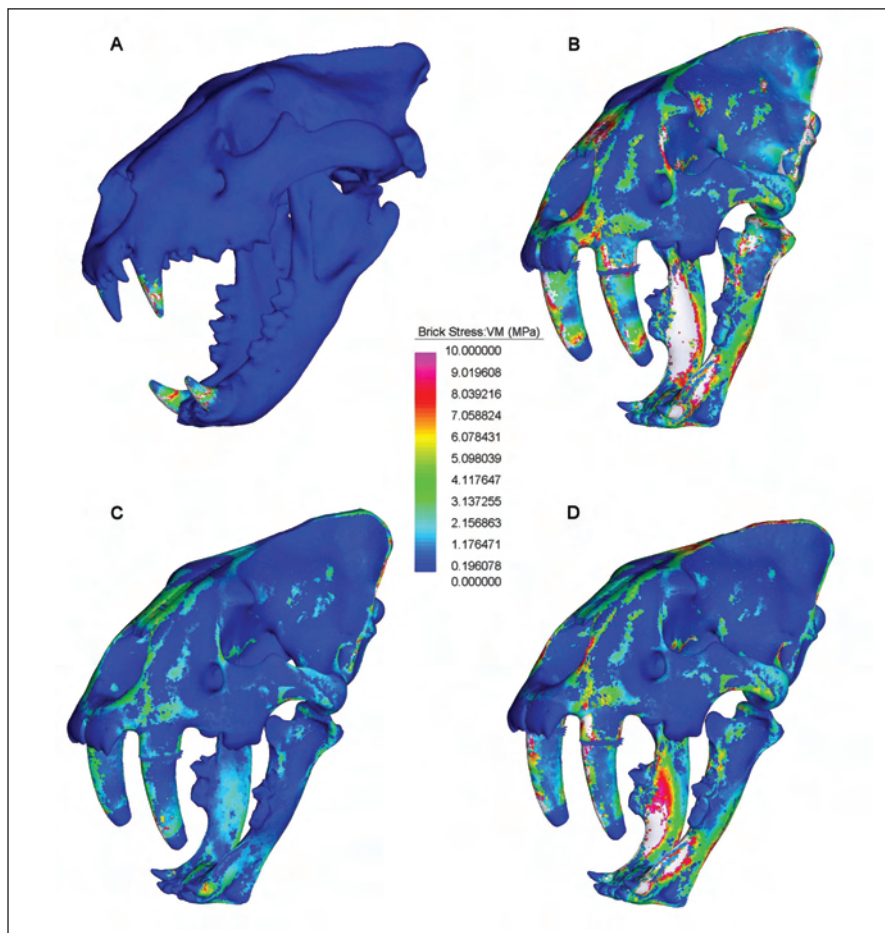 A
B
Brick Stress:VM (MPa)
10.000000
9.019608
8.039216
7.058824
6.078431
5.098039
4.117647
3.137255
2.156863
1.176471
0.196078
0.000000
C
D